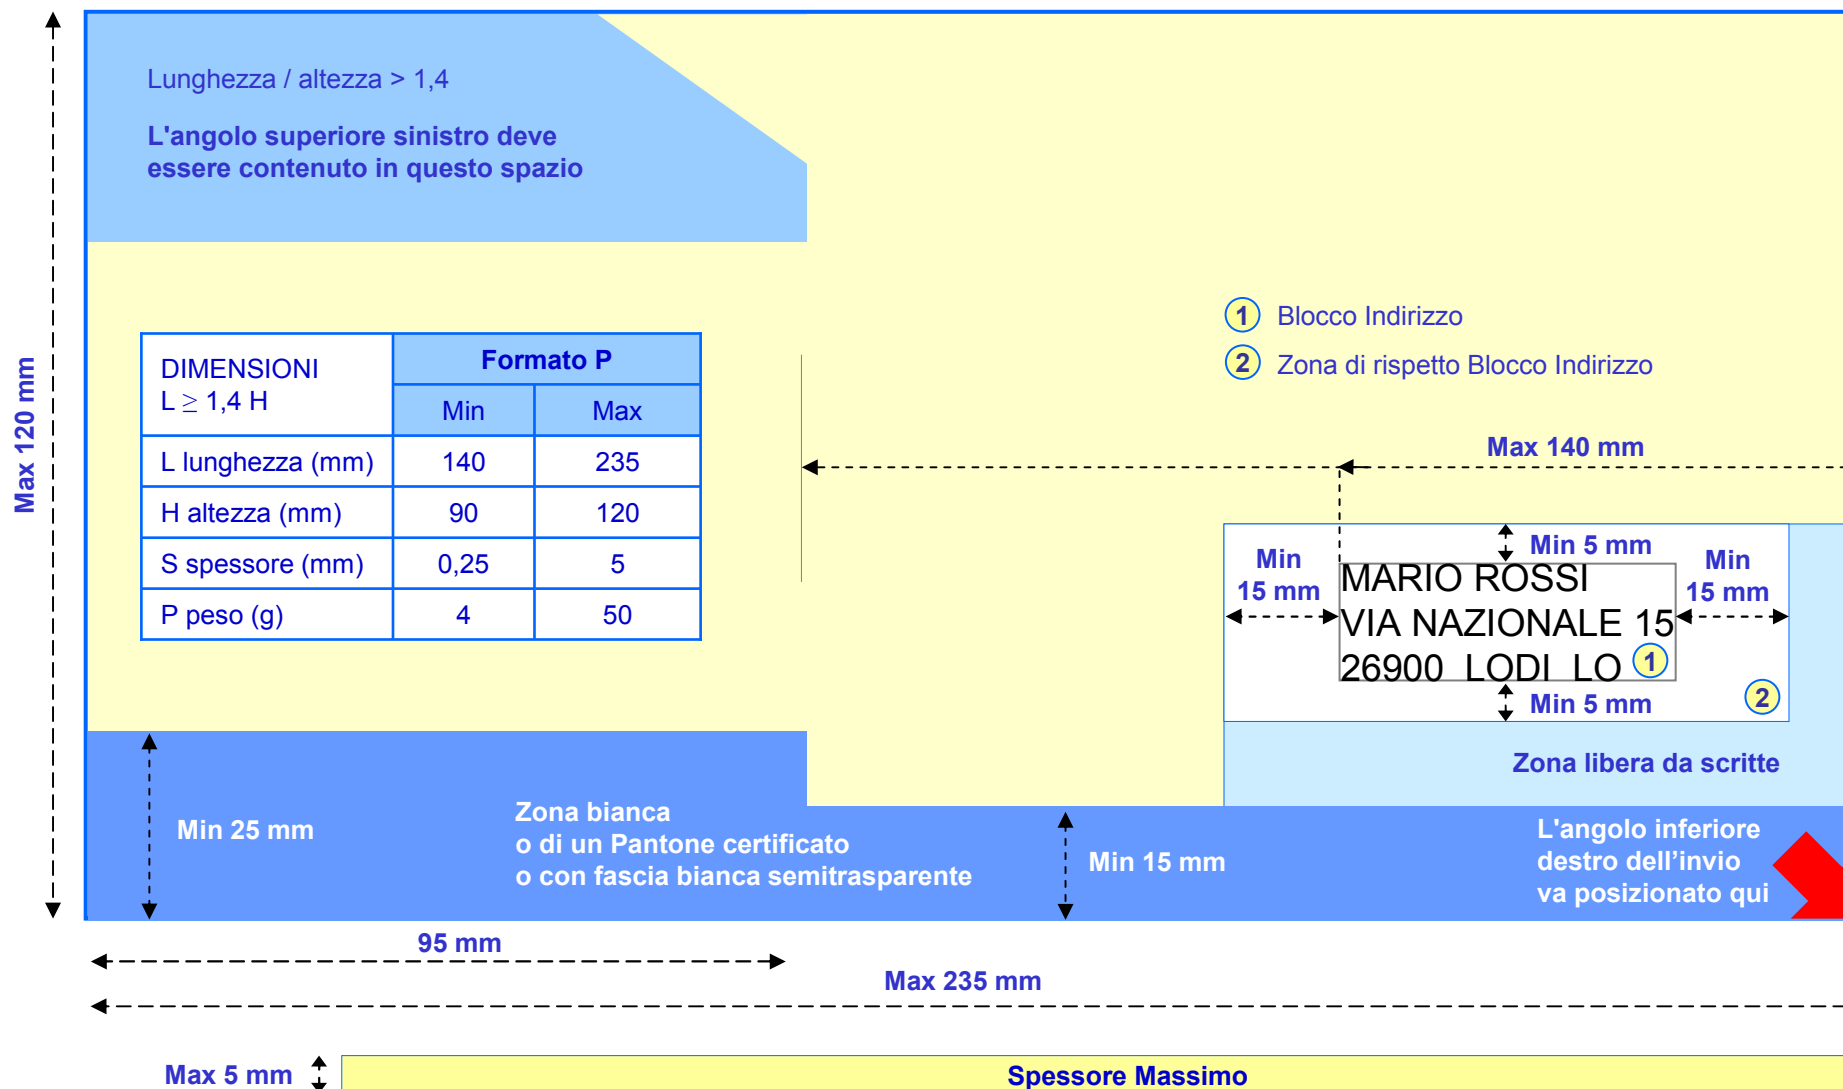 Max 120 mm
Lunghezza / altezza > 1,4
L'angolo superiore sinistro deve
essere contenuto in questo spazio
DIMENSIONI
L ≥ 1,4 H
Formato P
Min Max
L lunghezza (mm) 140 235
H altezza (mm) 90 120
S spessore (mm) 0,25 5
P peso (g) 4 50
1 Blocco Indirizzo
2 Zona di rispetto Blocco Indirizzo
Max 140 mm
Min 5 mm
Min
15 mm
MARIO ROSSI
VIA NAZIONALE 15
26900 LODI LO 1
Min
15 mm
Min 5 mm
2
Zona libera da scritte
Min 25 mm
Zona bianca
o di un Pantone certificato
o con fascia bianca semitrasparente
Min 15 mm
L'angolo inferiore
destro dell’invio
va posizionato qui
95 mm
Max 235 mm
Max 5 mm
Spessore Massimo